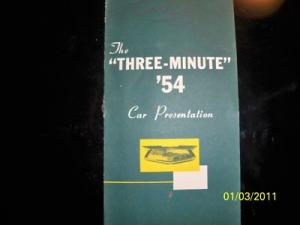 The
"THREE-MINUTE"
'54
Car Presentation
01/03/2011